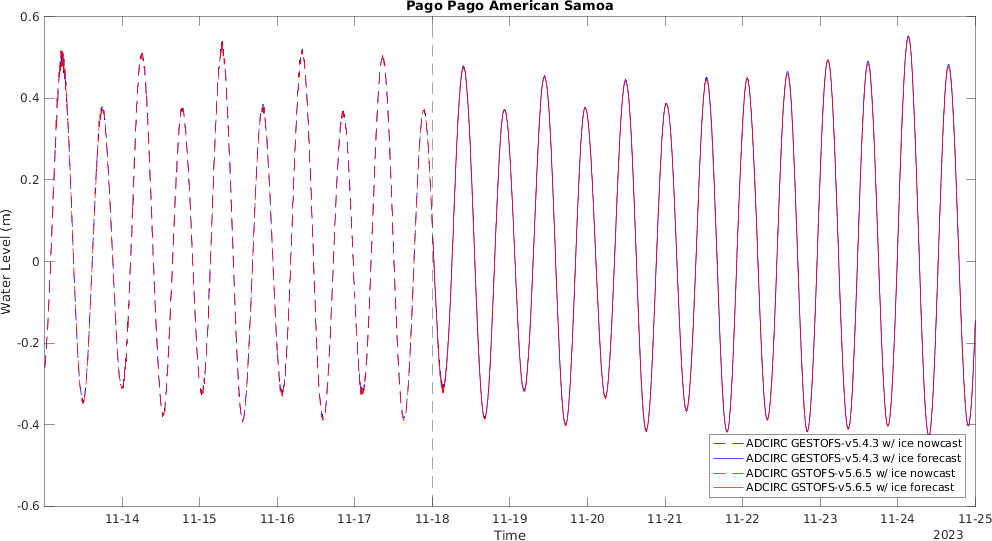 Pago Pago American Samoa
0.6
0.4
0.2
0
-0.2
-0.4
-0.6
Water Level (m)
ADCIRC GESTOFS-v5.4.3 w/ ice nowcast
ADCIRC GESTOFS-v5.4.3 w/ ice forecast
ADCIRC GSTOFS-v5.6.5 w/ ice nowcast
ADCIRC GSTOFS-v5.6.5 w/ ice forecast
11-14 11-15 11-16 11-17 11-18 11-19 11-20 11-21 11-22 11-23 11-24 11-25
Time
2023